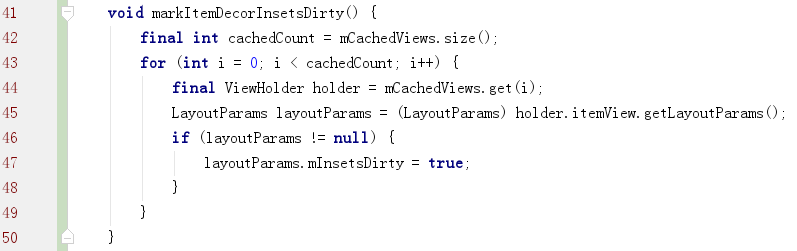 41 void markItemDecorInsetsDirty() {
42 final int cachedCount = mCachedViews.size();
43 for (int i = 0; i < cachedCount; i++) {
44 final ViewHolder holder = mCachedViews.get(i);
45 LayoutParams layoutParams = (LayoutParams) holder.itemView.getLayoutParams();
46 if (layoutParams != null) {
47 layoutParams.mInsetsDirty = true;
48 }
49 }
50 }